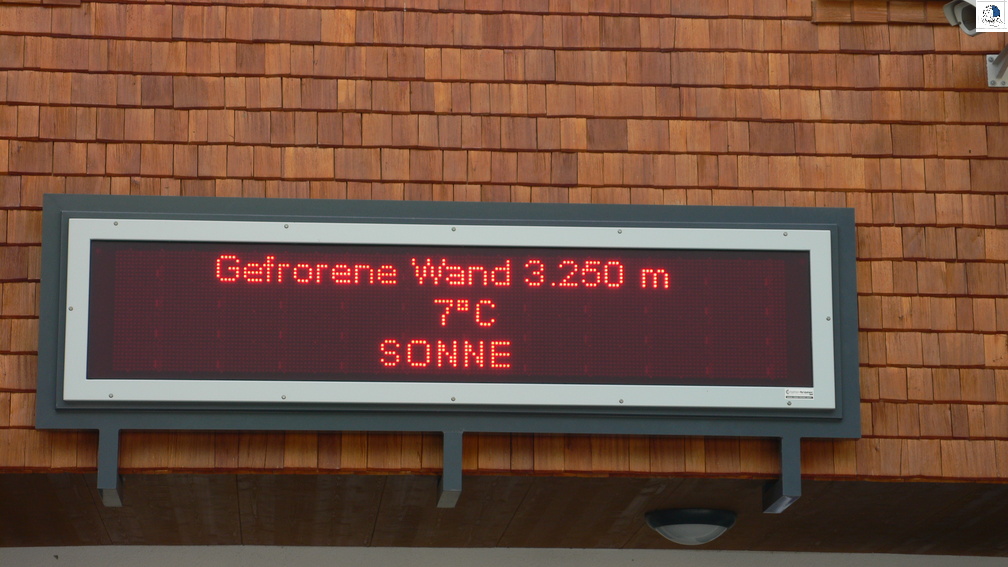 Gefrorene Wand 3.250 m
7°C
SONNE